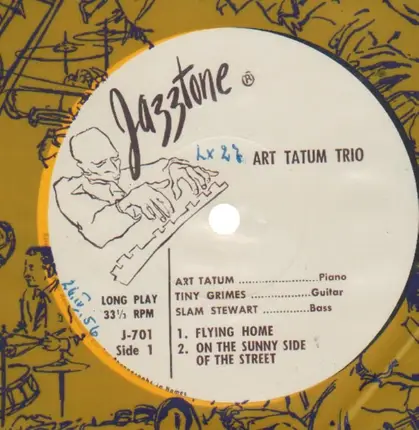 Jazztone ®
Lx 27 ART TATUM TRIO
ART TATUM ......................Piano
TINY GRIMES .................Guitar
SLAM STEWART .............Bass
LONG PLAY
33⅓ RPM
J-701
Side 1
1. FLYING HOME
2. ON THE SUNNY SIDE
OF THE STREET